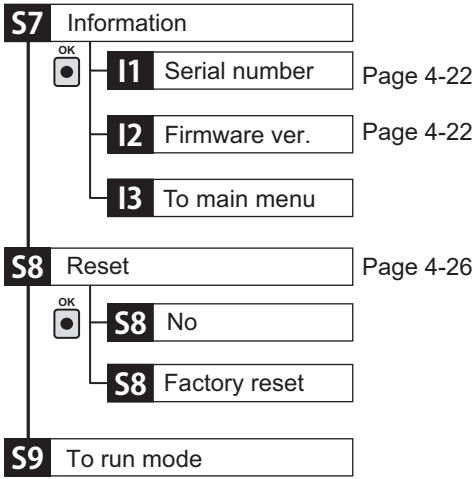 S7 Information
OK
I1 Serial number Page 4-22
I2 Firmware ver. Page 4-22
I3 To main menu
S8 Reset Page 4-26
OK
S8 No
S8 Factory reset
S9 To run mode